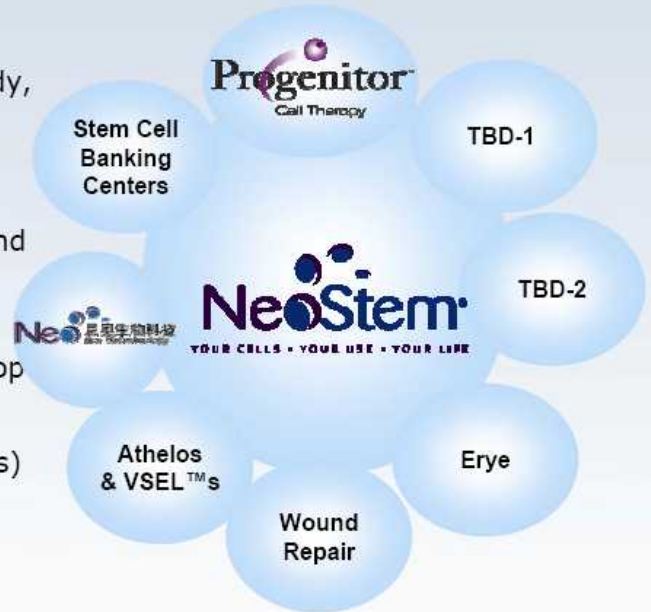 dy,
nd
op
s)
Progenitor
Cell Therapy
Stem Cell
Banking
Centers
TBD-1
TBD-2
NeoStem
YOUR CELLS • YOUR USE • YOUR LIFE
Neo
Athelos
& VSEL™s
Erye
Wound
Repair